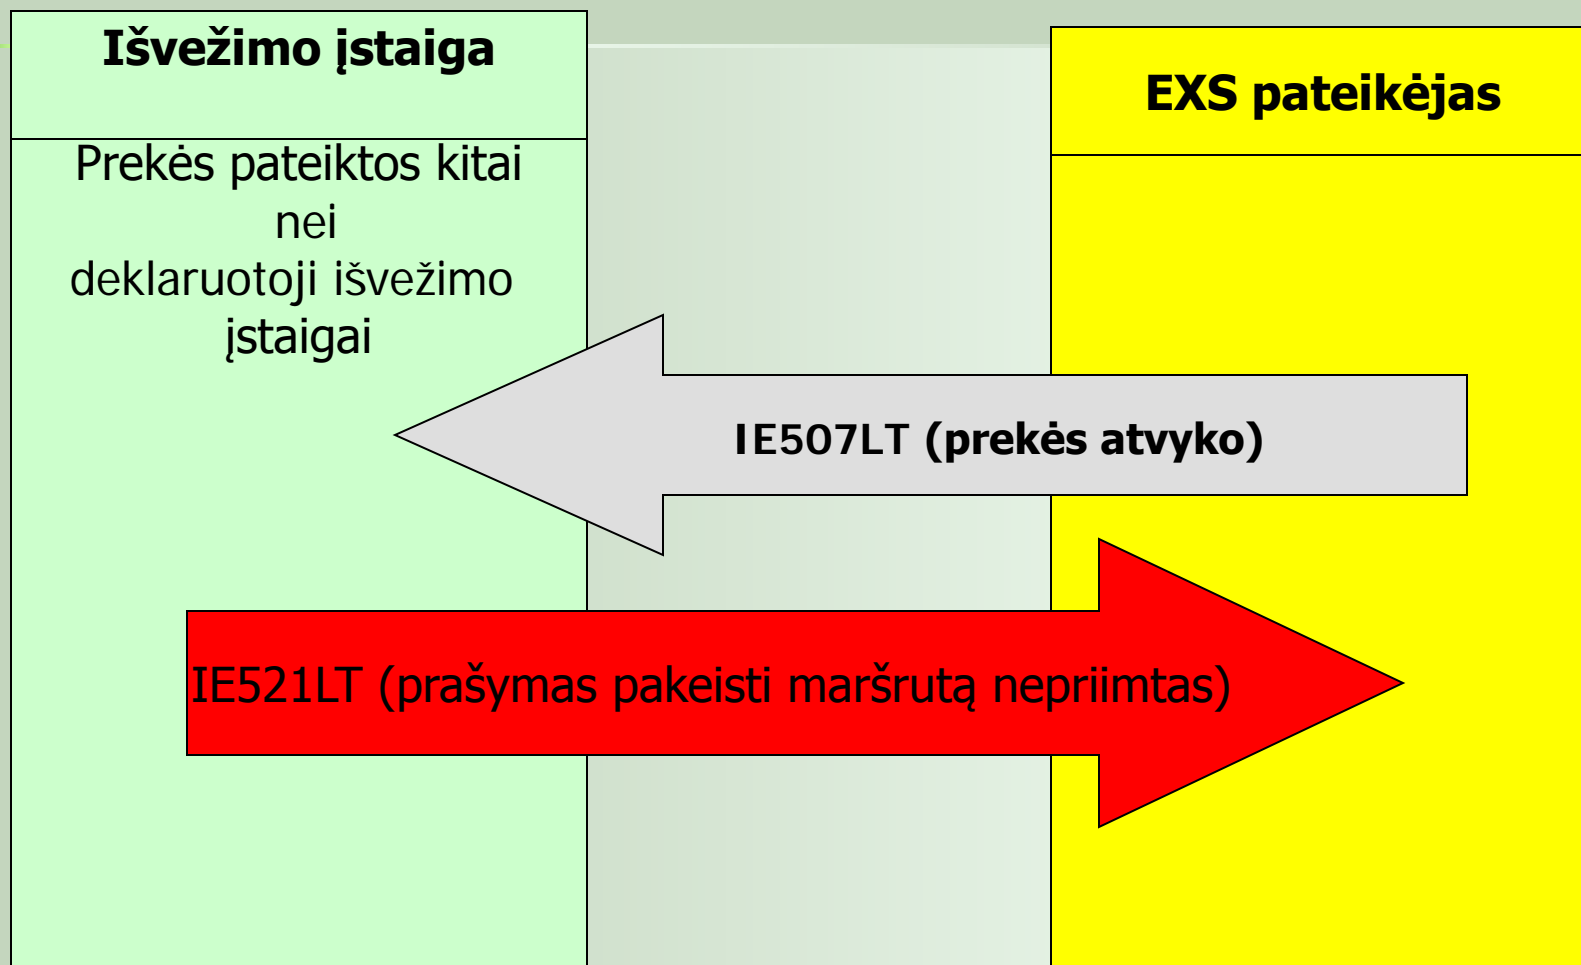 Išvežimo įstaiga
Prekės pateiktos kitai
nei
deklaruotoji išvežimo
įstaigai
EXS pateikėjas
IE507LT (prekės atvyko)
IE521LT (prašymas pakeisti maršrutą nepriimtas)